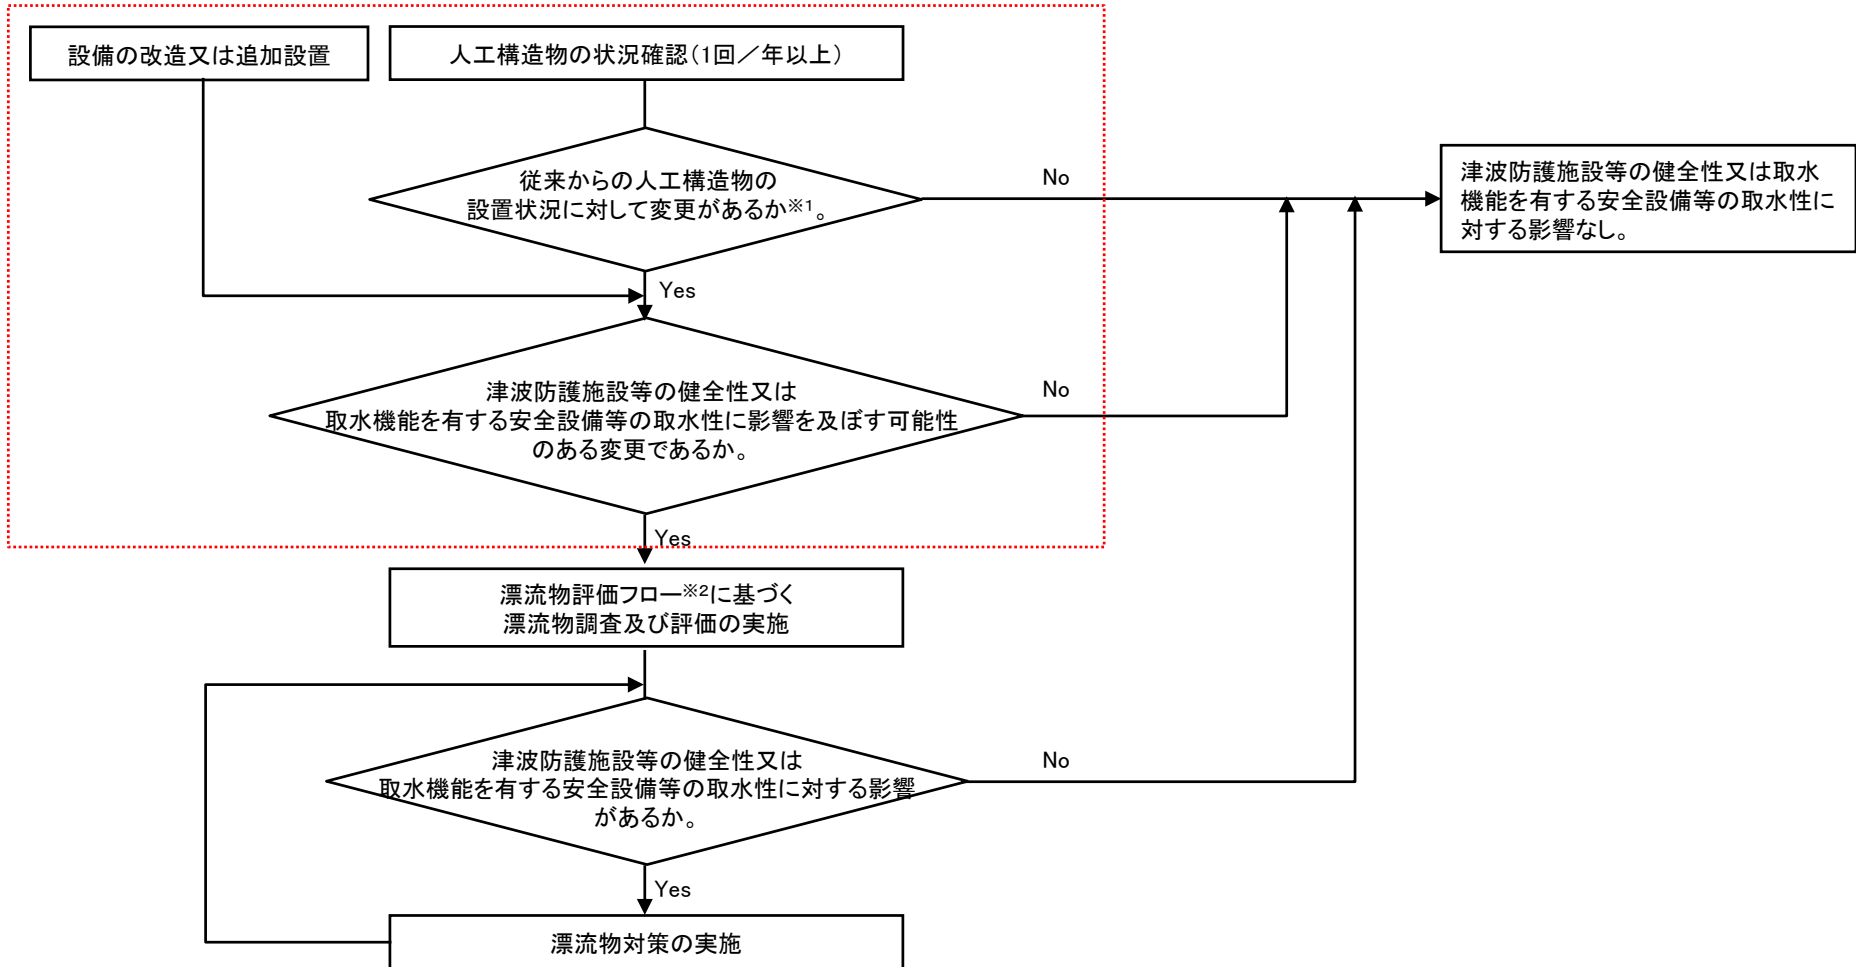 設備の改造又は追加設置
人工構造物の状況確認(1回／年以上)
従来からの人工構造物の
設置状況に対して変更があるか※1。
No
津波防護施設等の健全性又は取水
機能を有する安全設備等の取水性に
対する影響なし。
Yes
津波防護施設等の健全性又は
取水機能を有する安全設備等の取水性に影響を及ぼす可能性
のある変更であるか。
No
Yes
漂流物評価フロー※2に基づく
漂流物調査及び評価の実施
津波防護施設等の健全性又は
取水機能を有する安全設備等の取水性に対する影響
があるか。
No
Yes
漂流物対策の実施